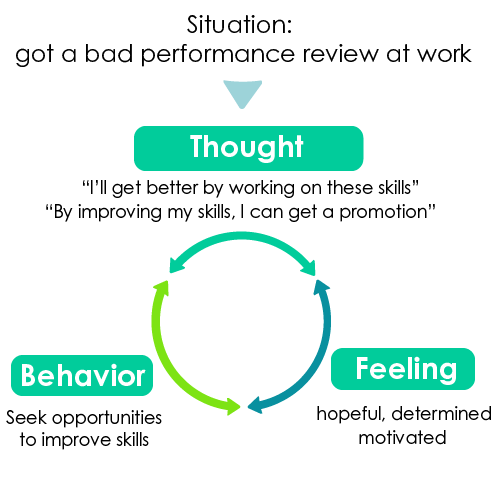 Situation:
got a bad performance review at work
Thought
“I’ll get better by working on these skills”
“By improving my skills, I can get a promotion”
Behavior
Seek opportunities
to improve skills
Feeling
hopeful, determined
motivated